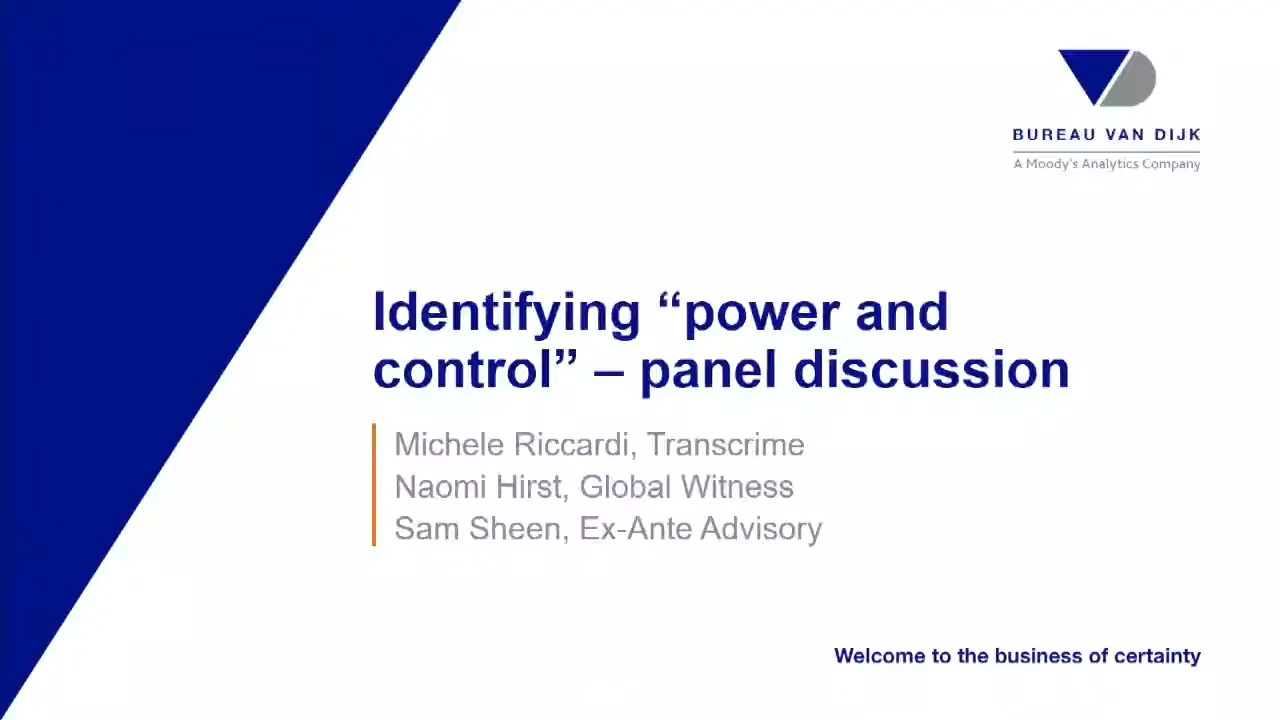 BUREAU VAN DIJK
A Moody's Analytics Company
Identifying “power and
control” – panel discussion
Michele Riccardi, Transcrime
Naomi Hirst, Global Witness
Sam Sheen, Ex-Ante Advisory
Welcome to the business of certainty